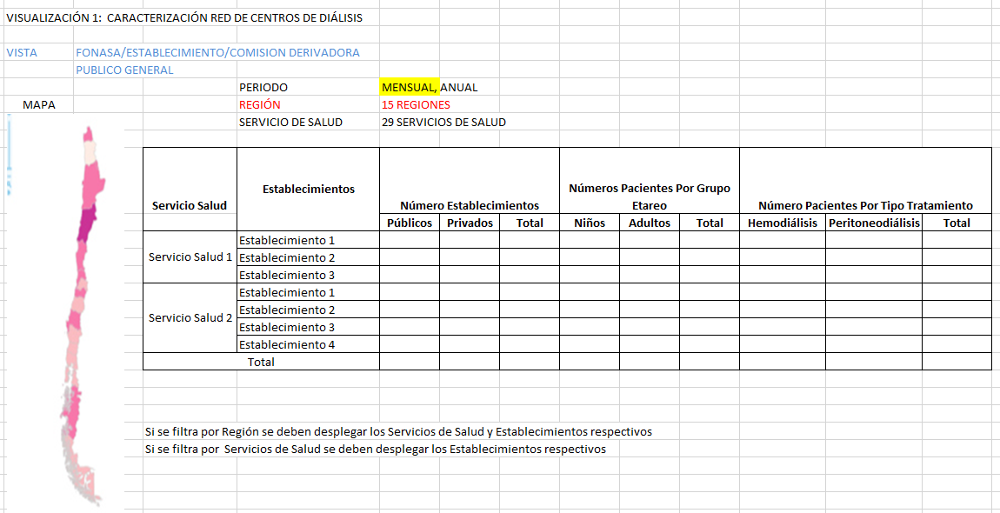 VISUALIZACIÓN 1:  CARACTERIZACIÓN RED DE CENTROS DE DIÁLISIS
VISTA FONASA/ESTABLECIMIENTO/COMISION DERIVADORA
PUBLICO GENERAL
PERIODO MENSUAL, ANUAL
MAPA REGIÓN 15 REGIONES
SERVICIO DE SALUD 29 SERVICIOS DE SALUD
Servicio Salud Establecimientos Número Establecimientos Números Pacientes Por Grupo Etareo Número Pacientes Por Tipo Tratamiento
Públicos Privados Total Niños Adultos Total Hemodiálisis Peritoneodiálisis Total
Servicio Salud 1 Establecimiento 1
Establecimiento 2
Establecimiento 3
Servicio Salud 2 Establecimiento 1
Establecimiento 2
Establecimiento 3
Establecimiento 4
Total
Si se filtra por Región se deben desplegar los Servicios de Salud y Establecimientos respectivos
Si se filtra por  Servicios de Salud se deben desplegar los Establecimientos respectivos